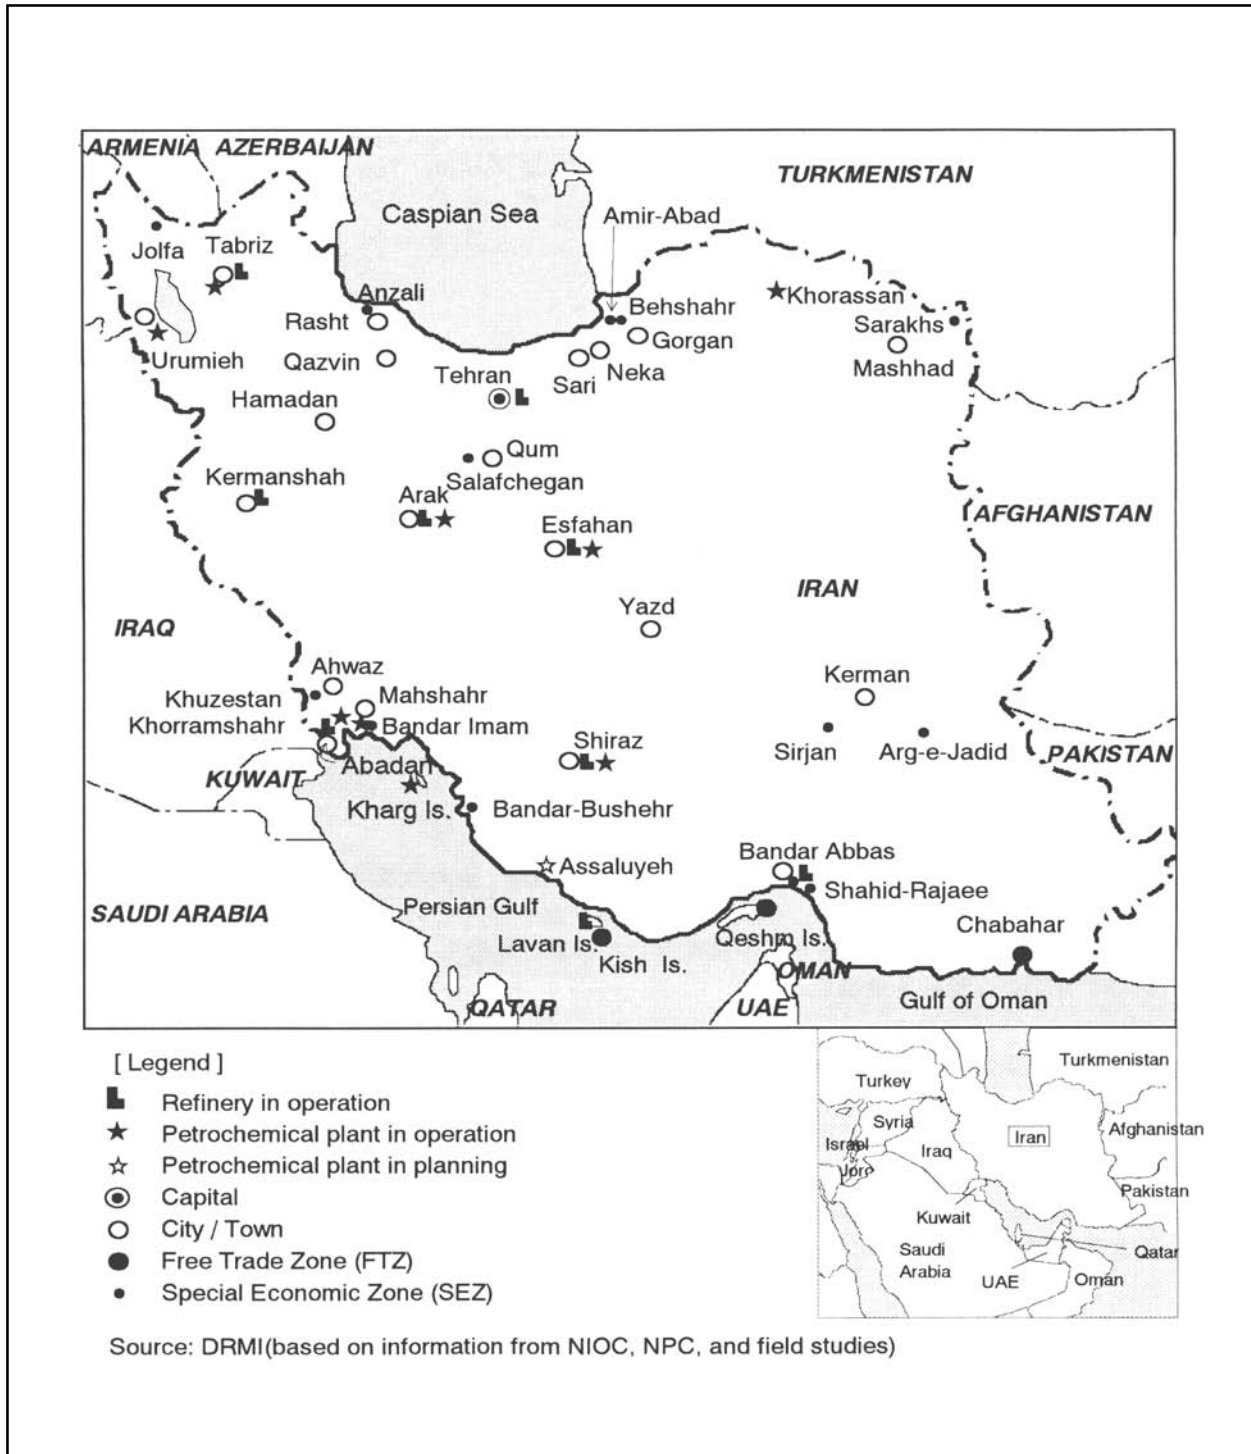 ARMENIA AZERBAIJAN
TURKMENISTAN
Caspian Sea
Amir-Abad
Jolfa
Tabriz
Anzali
Behshahr
Khorassan
Rasht
Gorgan
Sarakhs
Urumieh
Qazvin
Tehran
Sari
Neka
Mashhad
Hamadan
Qum
Kermanshah
Salafchegan
Arak
Esfahan
AFGHANISTAN
IRAN
Yazd
IRAQ
Ahwaz
Kerman
Khuzestan
Mahshahr
Khorramshahr
Bandar Imam
Shiraz
Sirjan
Arg-e-Jadid
PAKISTAN
KUWAIT
Abadan
Kharg Is.
Bandar-Bushehr
Bandar Abbas
Assaluyeh
Shahid-Rajaee
SAUDI ARABIA
Persian Gulf
Chabahar
Lavan Is.
Qeshm Is.
Kish Is.
OMAN
QATAR
UAE
Gulf of Oman
[ Legend ]
Refinery in operation
Petrochemical plant in operation
Petrochemical plant in planning
Capital
City / Town
Free Trade Zone (FTZ)
Special Economic Zone (SEZ)
Turkmenistan
Turkey
Syria
Afghanistan
Israel
Iraq
Iran
Pakistan
Kuwait
Saudi
Arabia
Qatar
UAE
Oman
Source: DRMI(based on information from NIOC, NPC, and field studies)